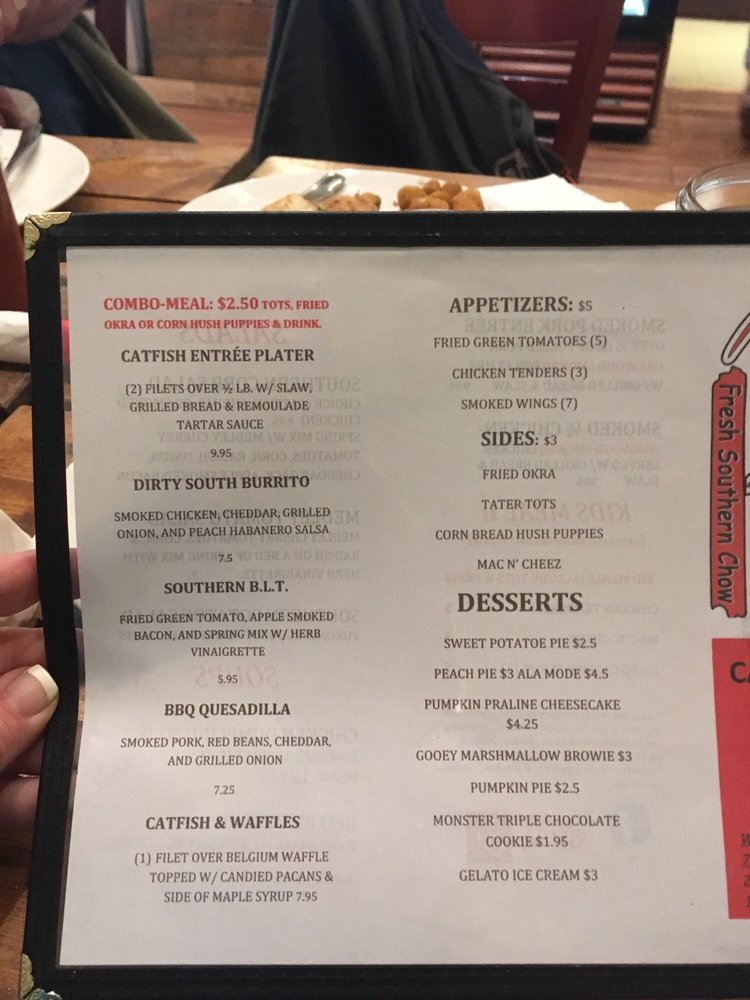 COMBO-MEAL: $2.50 TOTS, FRIED
OKRA OR CORN HUSH PUPPIES & DRINK.
CATFISH ENTRÉE PLATER
(2) FILETS OVER ½ LB. W/ SLAW,
GRILLED BREAD & REMOULADE
TARTAR SAUCE
9.95
DIRTY SOUTH BURRITO
SMOKED CHICKEN, CHEDDAR, GRILLED
ONION, AND PEACH HABANERO SALSA
7.5
SOUTHERN B.L.T.
FRIED GREEN TOMATO, APPLE SMOKED
BACON, AND SPRING MIX W/ HERB
VINAIGRETTE
5.95
BBQ QUESADILLA
SMOKED PORK, RED BEANS, CHEDDAR,
AND GRILLED ONION
7.25
CATFISH & WAFFLES
(1) FILET OVER BELGIUM WAFFLE
TOPPED W/ CANDIED PACANS &
SIDE OF MAPLE SYRUP 7.95
APPETIZERS: $5
FRIED GREEN TOMATOES (5)
CHICKEN TENDERS (3)
SMOKED WINGS (7)
SIDES: $3
FRIED OKRA
TATER TOTS
CORN BREAD HUSH PUPPIES
MAC N' CHEEZ
DESSERTS
SWEET POTATOE PIE $2.5
PEACH PIE $3 ALA MODE $4.5
PUMPKIN PRALINE CHEESECAKE
$4.25
GOOEY MARSHMALLOW BROWIE $3
PUMPKIN PIE $2.5
MONSTER TRIPLE CHOCOLATE
COOKIE $1.95
GELATO ICE CREAM $3
Fresh Southern Chow